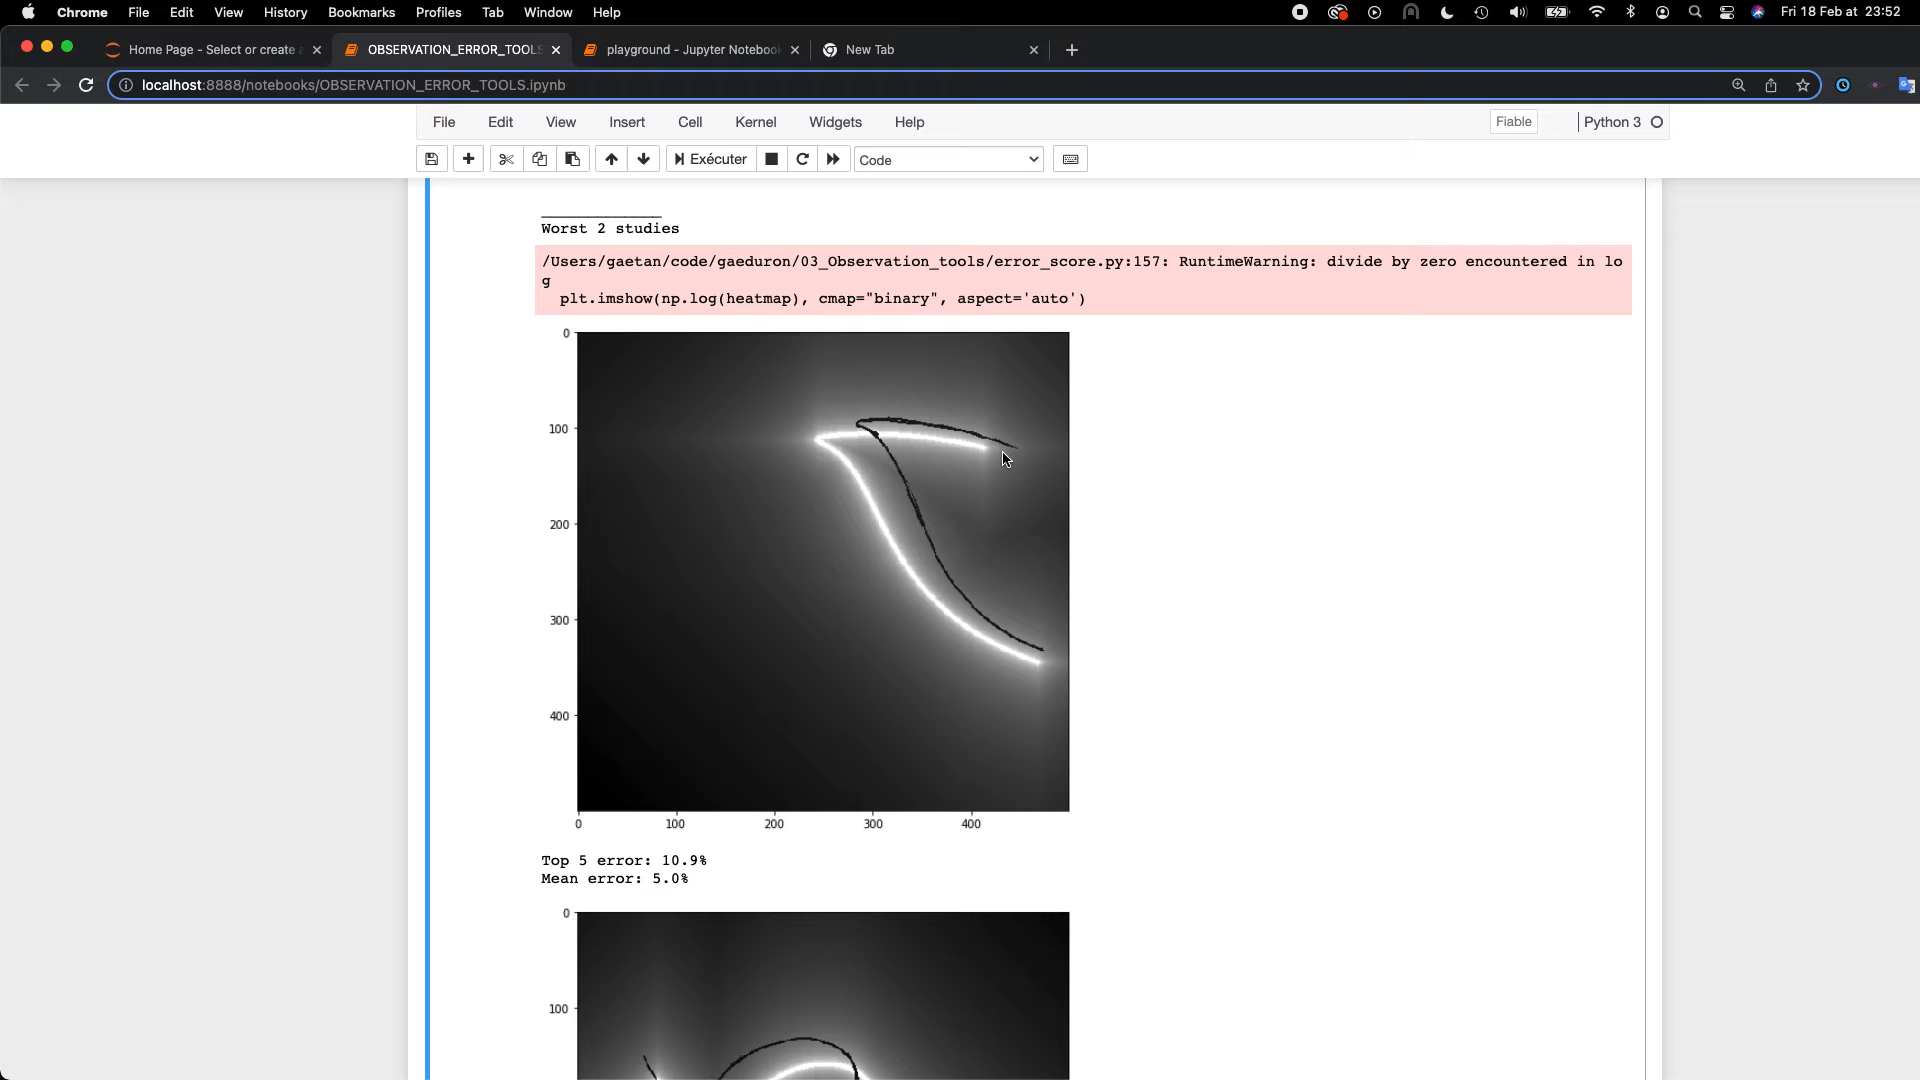 Chrome File Edit View History Bookmarks Profiles Tab Window Help Fri 18 Feb at 23:52
Home Page - Select or create a OBSERVATION_ERROR_TOOLS playground - Jupyter Notebook New Tab
localhost:8888/notebooks/OBSERVATION_ERROR_TOOLS.ipynb
File Edit View Insert Cell Kernel Widgets Help Fiable Python 3
Exécuter Code
Worst 2 studies
/Users/gaetan/code/gaeduron/03_Observation_tools/error_score.py:157: RuntimeWarning: divide by zero encountered in lo
g
plt.imshow(np.log(heatmap), cmap="binary", aspect='auto')
0
100
200
300
400
0 100 200 300 400
Top 5 error: 10.9%
Mean error: 5.0%
0
100